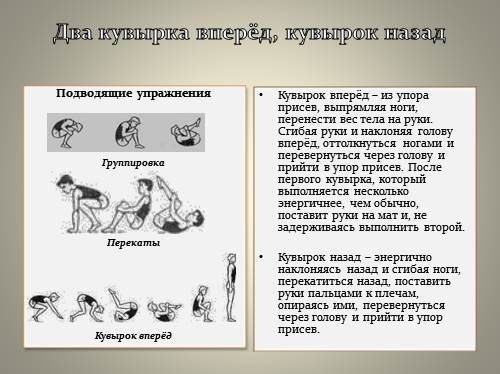 Два кувырка вперёд, кувырок назад
Подводящие упражнения
Группировка
Перекаты
Кувырок вперёд
• Кувырок вперёд – из упора
присев, выпрямляя ноги,
перенести вес тела на руки.
Сгибая руки и наклоняя голову
вперёд, оттолкнуться ногами и
перевернуться через голову и
прийти в упор присев. После
первого кувырка, который
выполняется несколько
энергичнее, чем обычно,
поставит руки на мат и, не
задерживаясь выполнить второй.
• Кувырок назад – энергично
наклоняясь назад и сгибая ноги,
перекатиться назад, поставить
руки пальцами к плечам,
опираясь ими, перевернуться
через голову и прийти в упор
присев.